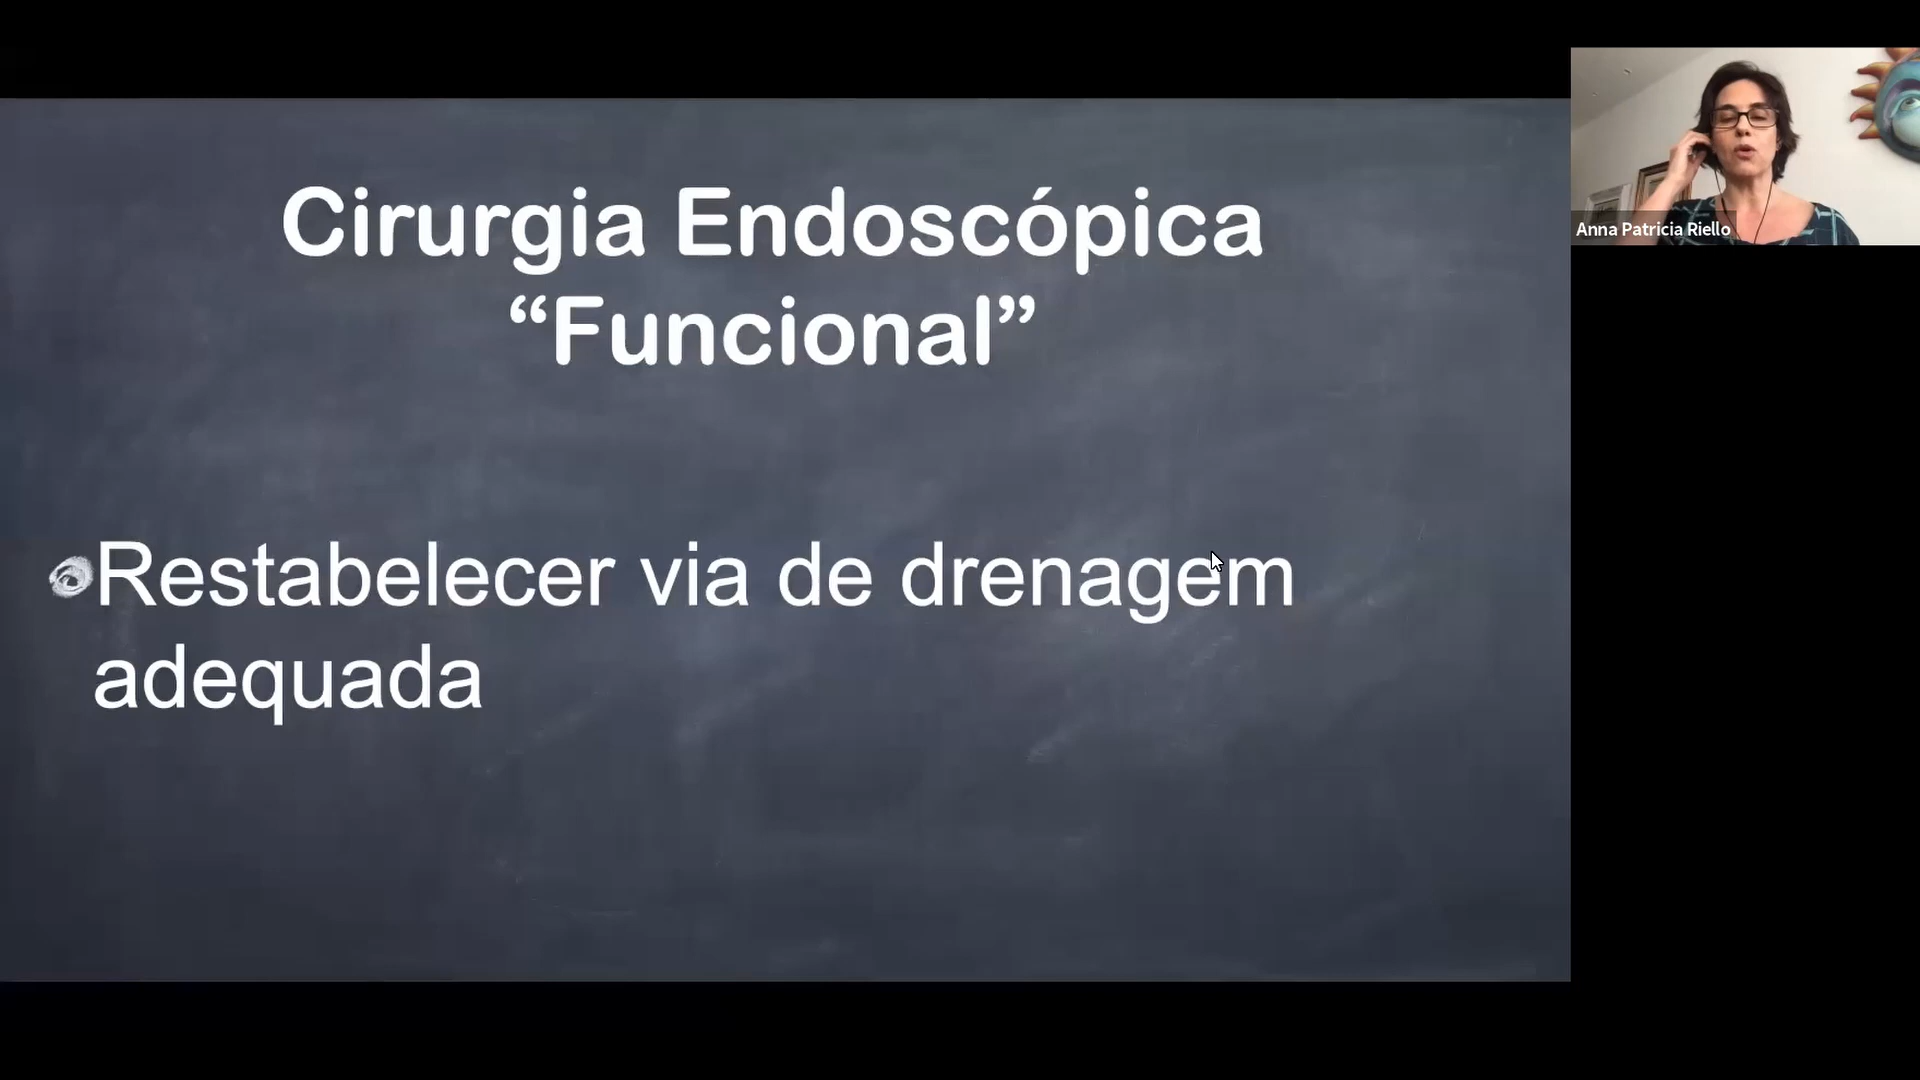 Cirurgia Endoscópica
“Funcional”
Restabelecer via de drenagem
adequada
Anna Patricia Riello